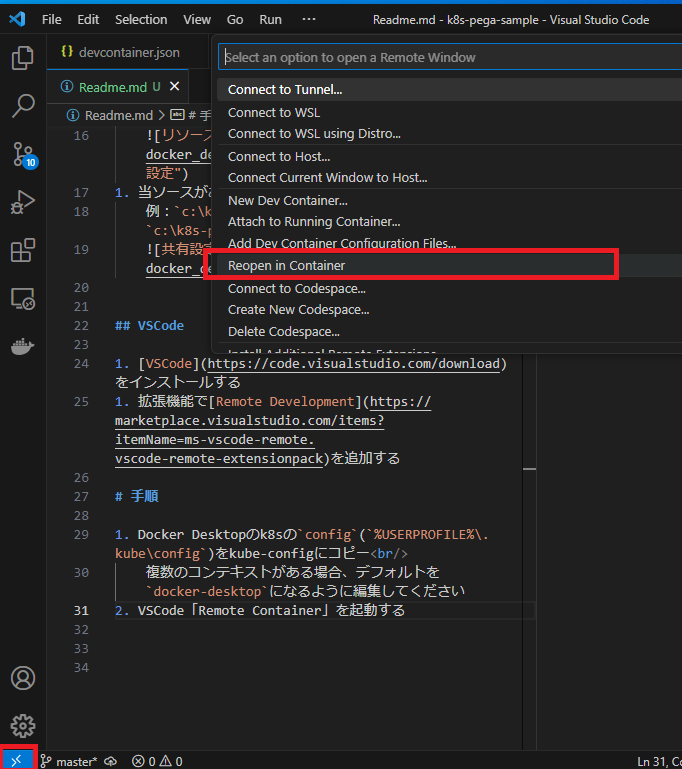 File Edit Selection View Go Run ··· Readme.md - k8s-pega-sample - Visual Studio Code
{} devcontainer.json
Select an option to open a Remote Window
Readme.md U
Connect to Tunnel...
Readme.md > abc # 手
Connect to WSL
Connect to WSL using Distro...
Connect to Host...
Connect Current Window to Host...
New Dev Container...
Attach to Running Container...
Add Dev Container Configuration Files...
Reopen in Container
Connect to Codespace...
Create New Codespace...
Delete Codespace...
Install Additional Remote Extensions
16 ![リソース
docker_de
設定")
17 1. 当ソースがあ
18 例：`c:\k
`c:\k8s-p
19 ![共有設定
docker_de
20
21
22 ## VSCode
23
24 1. [VSCode](https://code.visualstudio.com/download)
をインストールする
25 1. 拡張機能で[Remote Development](https://
marketplace.visualstudio.com/items?
itemName=ms-vscode-remote.
vscode-remote-extensionpack)を追加する
26
27 # 手順
28
29 1. Docker Desktopのk8sの`config`(`%USERPROFILE%\.
kube\config`)をkube-configにコピー<br/>
30 複数のコンテキストがある場合、デフォルトを
`docker-desktop`になるように編集してください
31 2. VSCode「Remote Container」を起動する
32
33
34
10
master* 0 0 Ln 31, Co